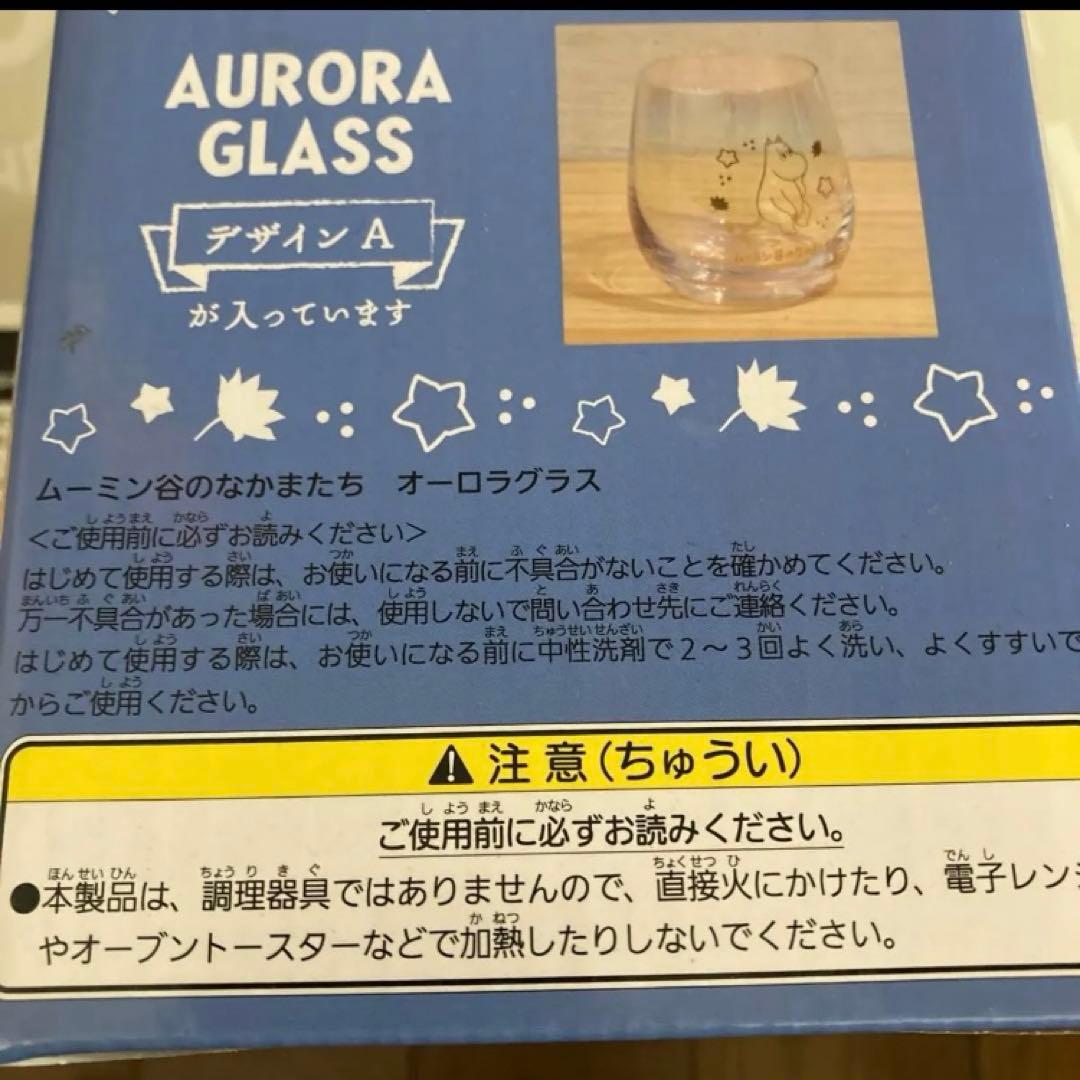 AURORA
GLASS
デザインA
が入っています
ムーミン谷のなかまたち　オーロラグラス
<ご使用前に必ずお読みください>
はじめて使用する際は、お使いになる前に不具合がないことを確かめてください。
万一不具合があった場合には、使用しないで問い合わせ先にご連絡ください。
はじめて使用する際は、お使いになる前に中性洗剤で2～3回よく洗い、よくすすいで
からご使用ください。
⚠注意(ちゅうい)
ご使用前に必ずお読みください。
●本製品は、調理器具ではありませんので、直接火にかけたり、電子レンジ
やオーブントースターなどで加熱したりしないでください。